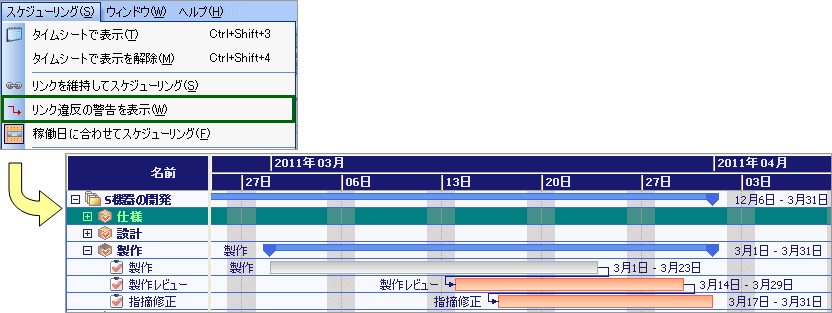 スケジューリング(S) ウィンドウ(W) ヘルプ(H)
タイムシートで表示(T) Ctrl+Shift+3
タイムシートで表示を解除(M) Ctrl+Shift+4
リンクを維持してスケジューリング(S)
リンク違反の警告を表示(W)
稼働日に合わせてスケジューリング(F)
名前 2011年03月 2011年04月
27日 06日 13日 20日 27日 03日
S機器の開発 12月6日 - 3月31日
仕様
設計
製作 製作 3月1日 - 3月31日
製作 製作 3月1日 - 3月23日
製作レビュー 製作レビュー 3月14日 - 3月29日
指摘修正 指摘修正 3月17日 - 3月31日